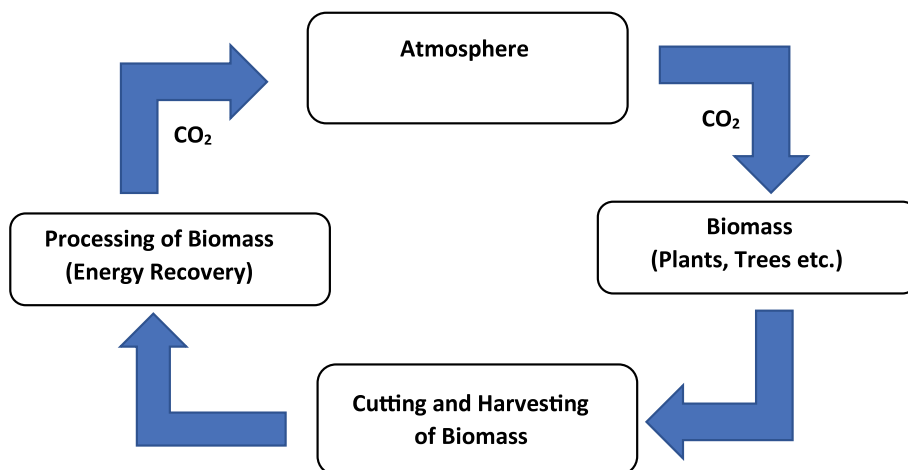 Atmosphere
CO₂
CO₂
Biomass
(Plants, Trees etc.)
Processing of Biomass
(Energy Recovery)
Cutting and Harvesting
of Biomass